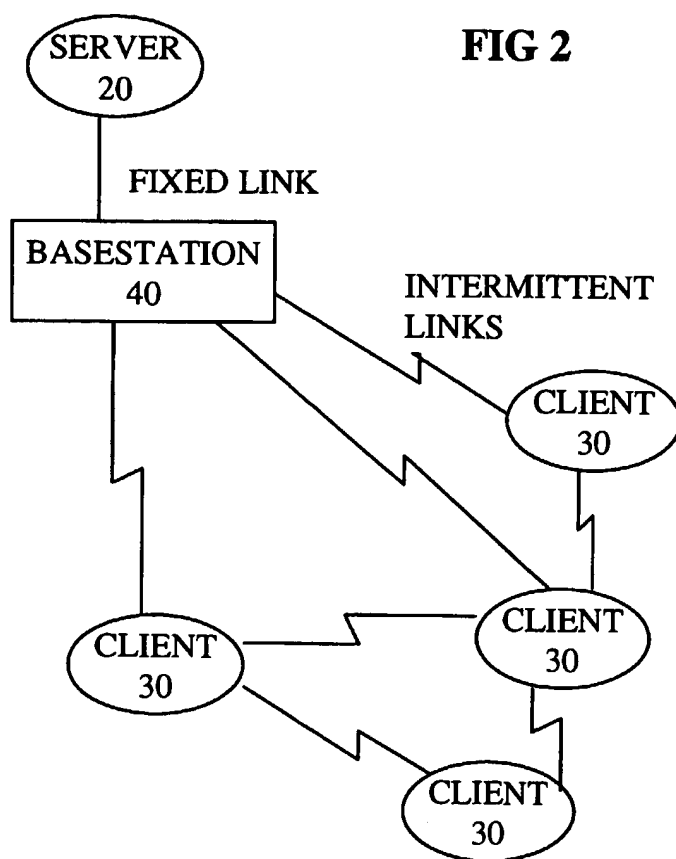 FIG 2
SERVER
20
FIXED LINK
BASESTATION
40
INTERMITTENT
LINKS
CLIENT
30
CLIENT
30
CLIENT
30
CLIENT
30